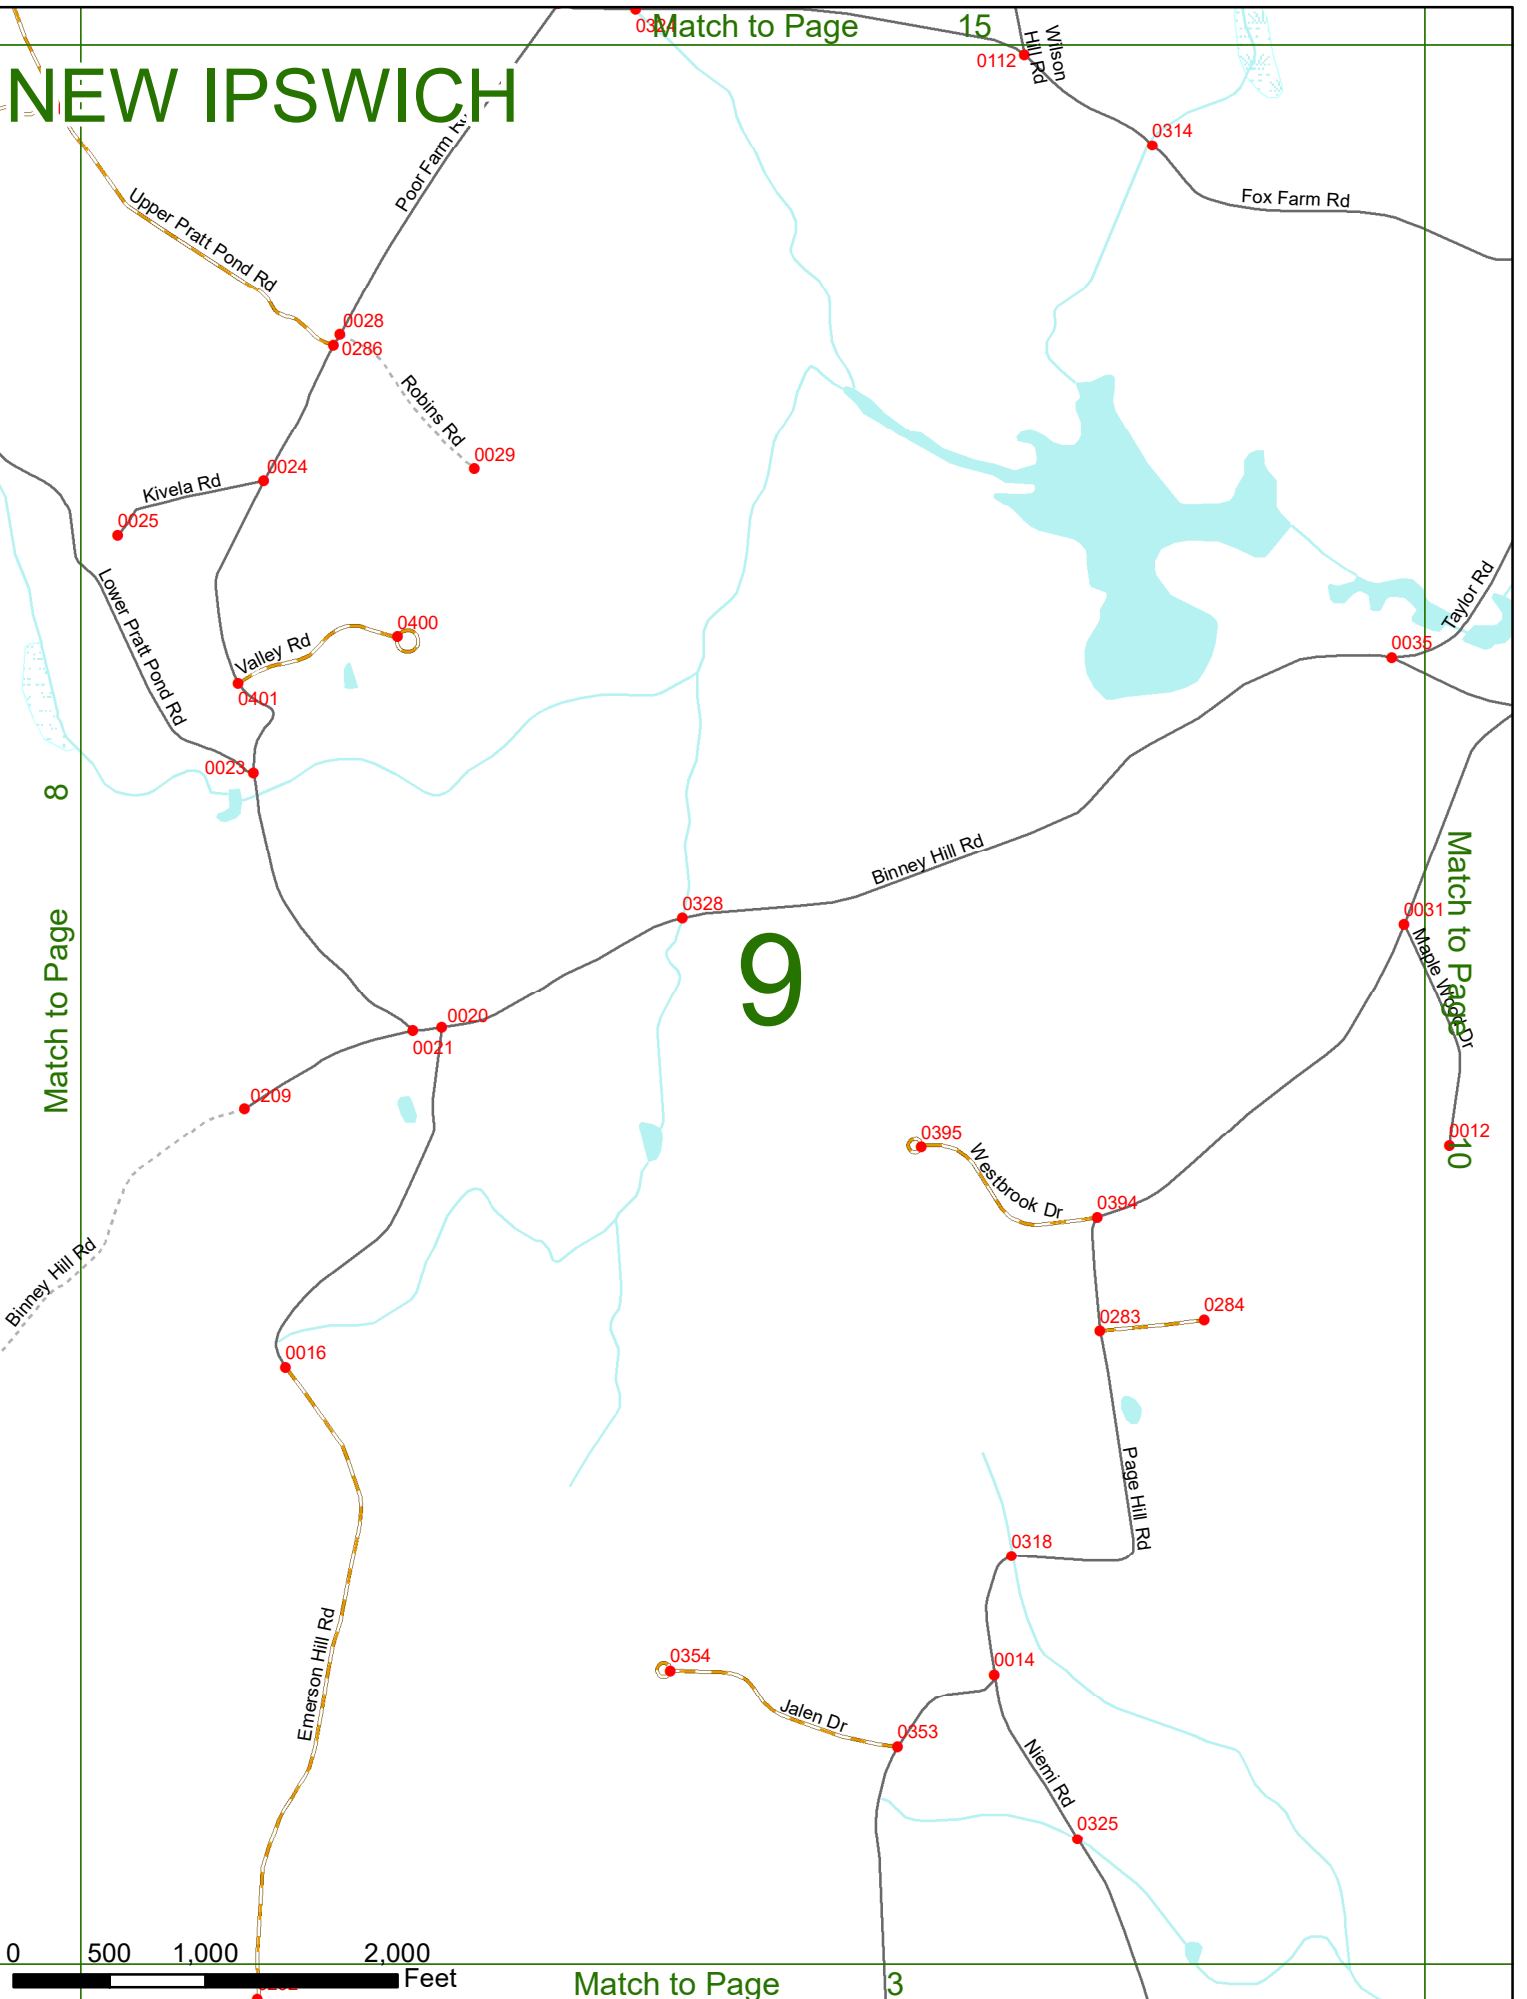 0324
Match to Page 15
Wilson
Hill Rd
0112
NEW IPSWICH
0314
Poor Farm Rd
Fox Farm Rd
Upper Pratt Pond Rd
0028
0286
Robins Rd
0029
0024
Kivela Rd
0025
Lower Pratt Pond Rd
Taylor Rd
0400
Valley Rd
0035
0401
0023
8
Match to Page
Binney Hill Rd
0328
0031
Match to Page
Maple Wood Dr
9
0020
0021
0209
0012
10
0395
Westbrook Dr
0394
Binney Hill Rd
0284
0283
0016
Page Hill Rd
0318
Emerson Hill Rd
0354
0014
Jalen Dr
0353
Niemi Rd
0325
0 500 1,000 2,000
Feet
Match to Page 3